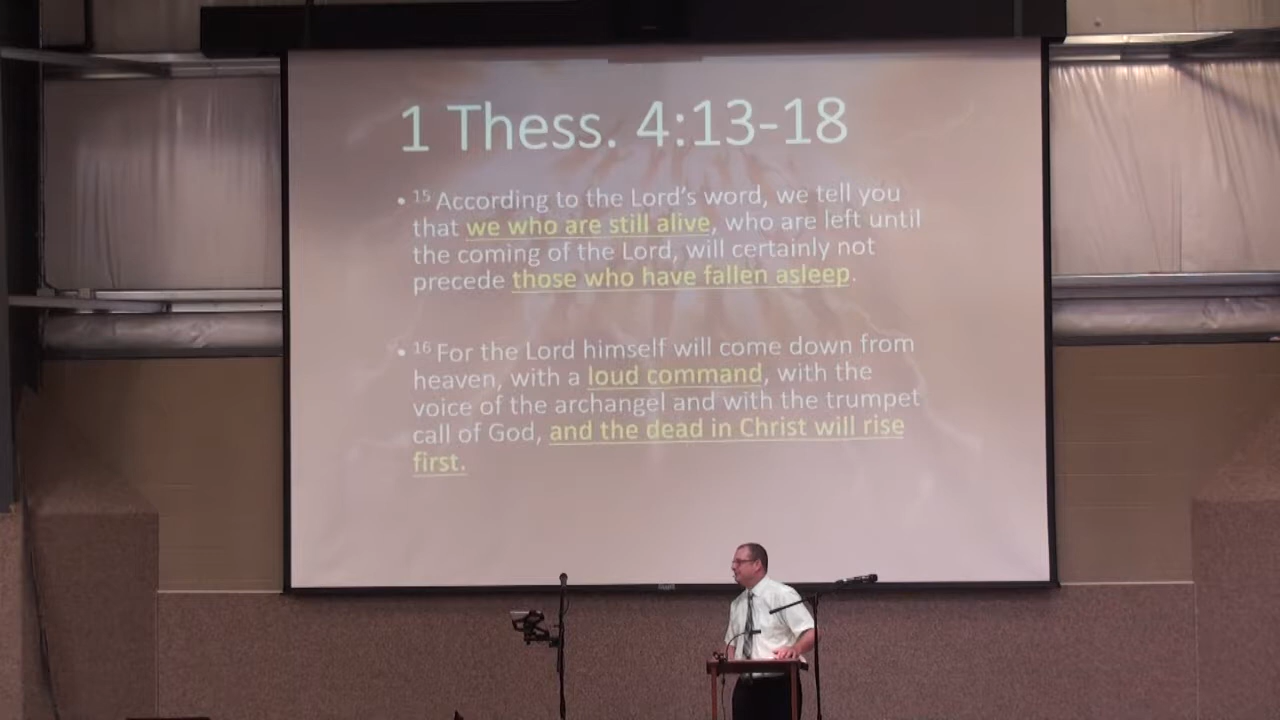 1 Thess. 4:13-18
• 15 According to the Lord's word, we tell you
that we who are still alive, who are left until
the coming of the Lord, will certainly not
precede those who have fallen asleep.
• 16 For the Lord himself will come down from
heaven, with a loud command, with the
voice of the archangel and with the trumpet
call of God, and the dead in Christ will rise
first.